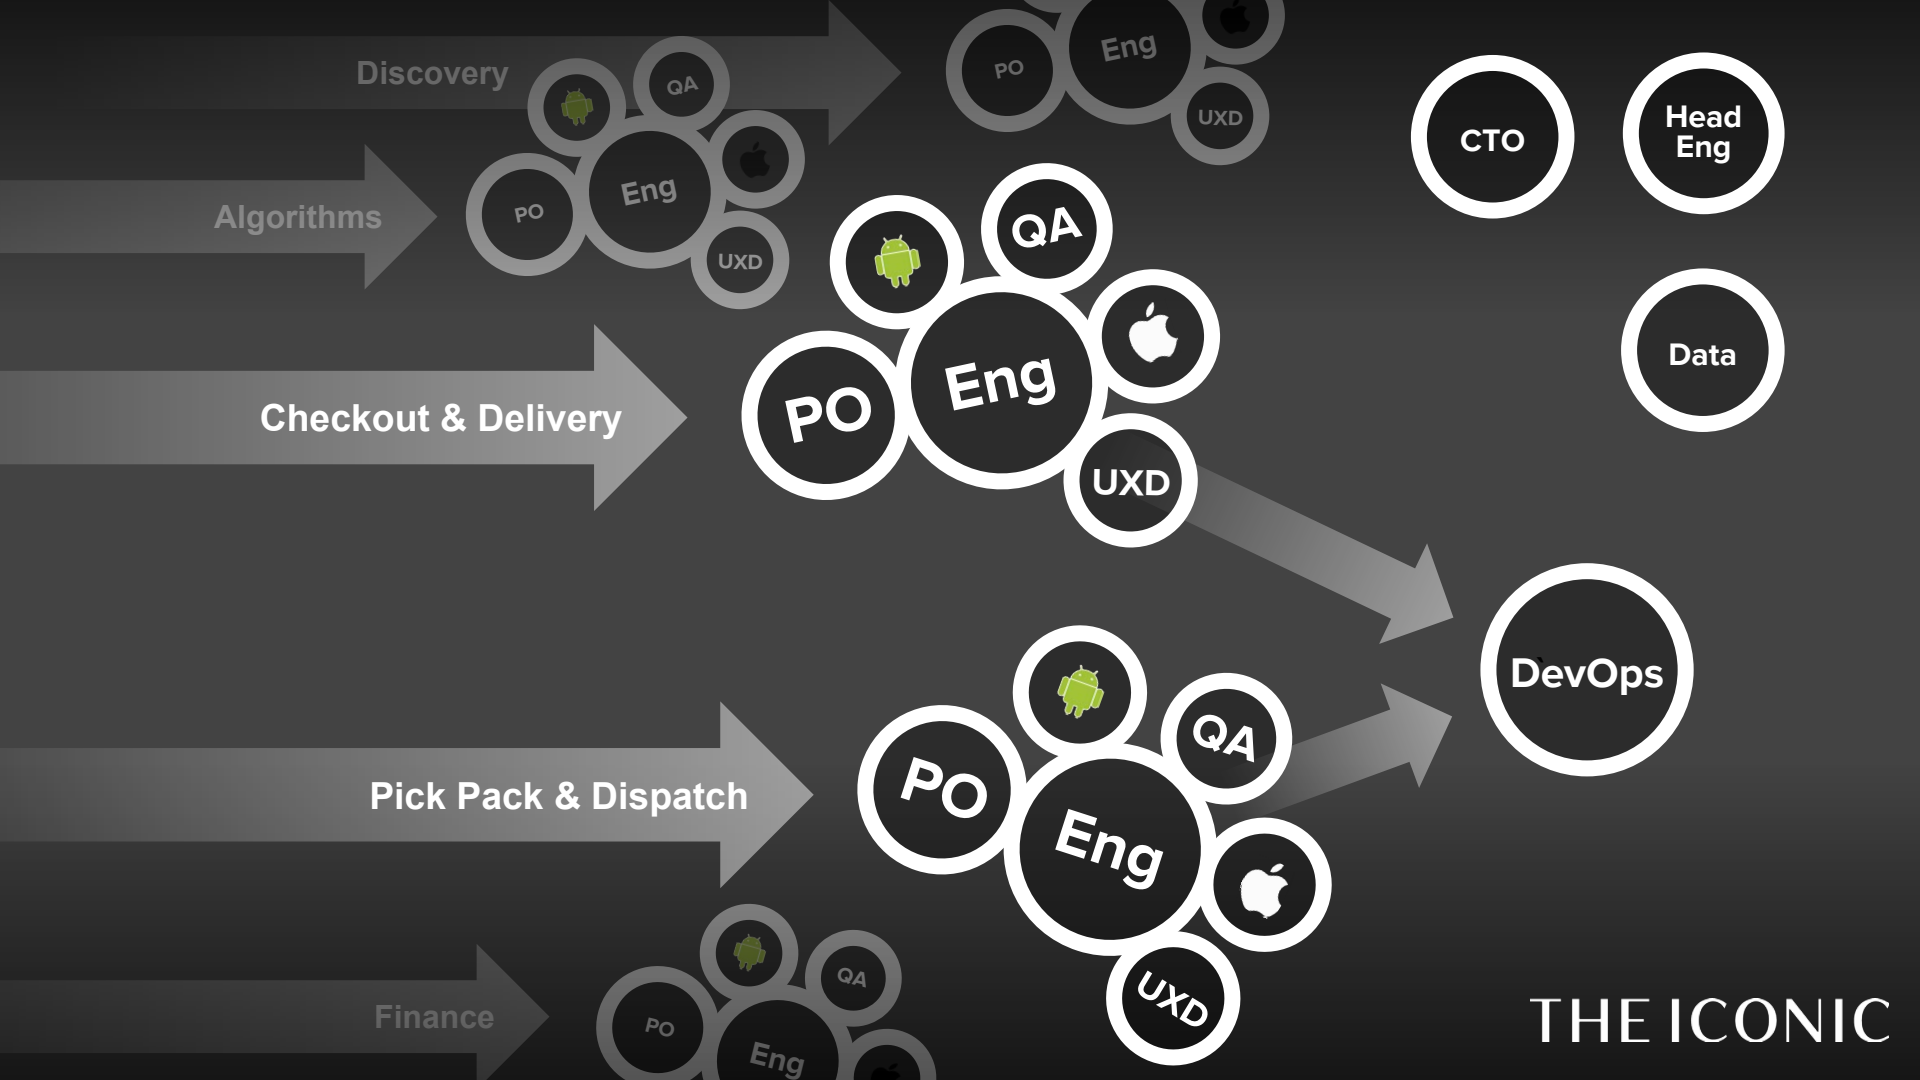 Discovery
PO
Eng
UXD
QA
Algorithms
PO
Eng
UXD
CTO
Head
Eng
Data
Checkout & Delivery
QA
PO
Eng
UXD
DevOps
Pick Pack & Dispatch
QA
PO
Eng
UXD
Finance
QA
PO
Eng
THE ICONIC